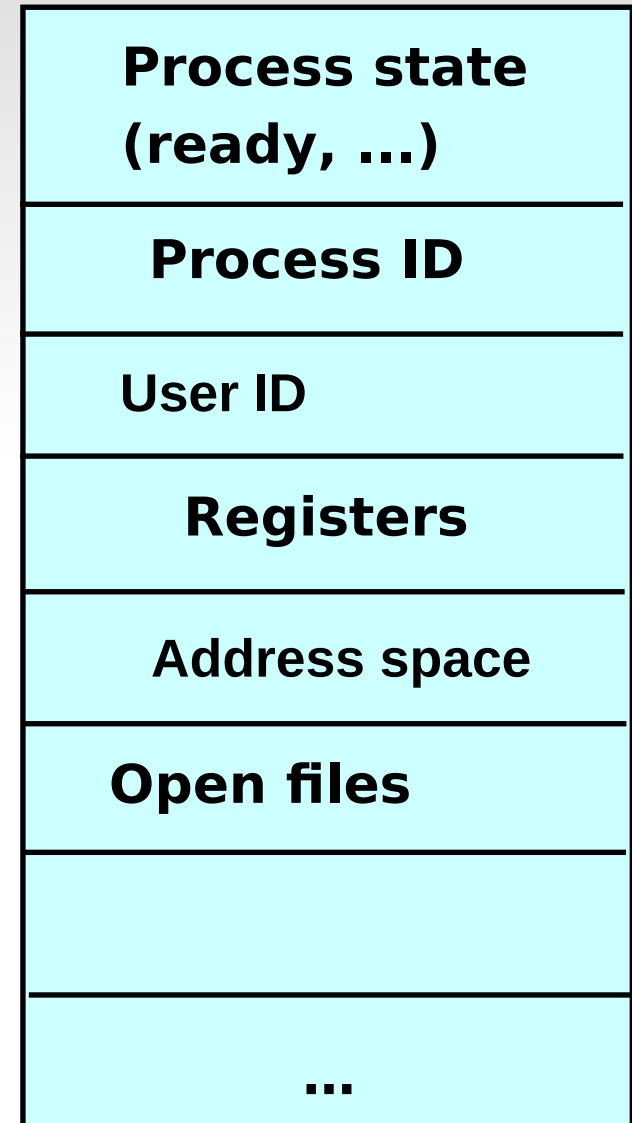 Process state
(ready, ...)
Process ID
User ID
Registers
Address space
Open files
...